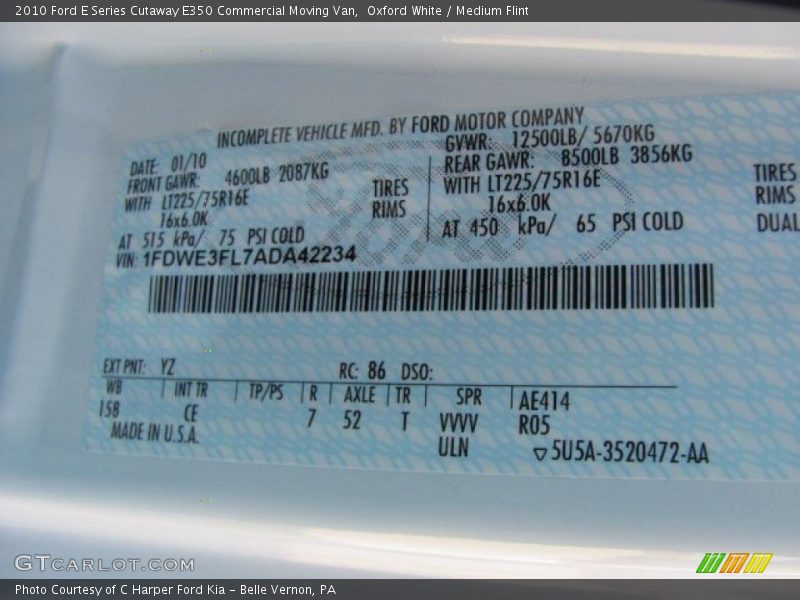 2010 Ford E Series Cutaway E350 Commercial Moving Van,  Oxford White / Medium Flint
INCOMPLETE VEHICLE MFD. BY FORD MOTOR COMPANY
DATE: 01/10 GVWR: 12500LB/ 5670KG
FRONT GAWR: 4600LB 2087KG REAR GAWR: 8500LB 3856KG
WITH LT225/75R16E TIRES WITH LT225/75R16E TIRES
16x6.0K RIMS 16x6.0K RIMS
AT 515 kPa/ 75 PSI COLD AT 450 kPa/ 65 PSI COLD DUAL
VIN: 1FDWE3FL7ADA42234
EXT PNT: YZ RC: 86 DSO:
WB INT TR TP/PS R AXLE TR SPR AE414
158 CE 7 52 T VVVV R05
MADE IN U.S.A. ULN ▽5U5A-3520472-AA
GTCARLOT.COM
Photo Courtesy of C Harper Ford Kia - Belle Vernon, PA